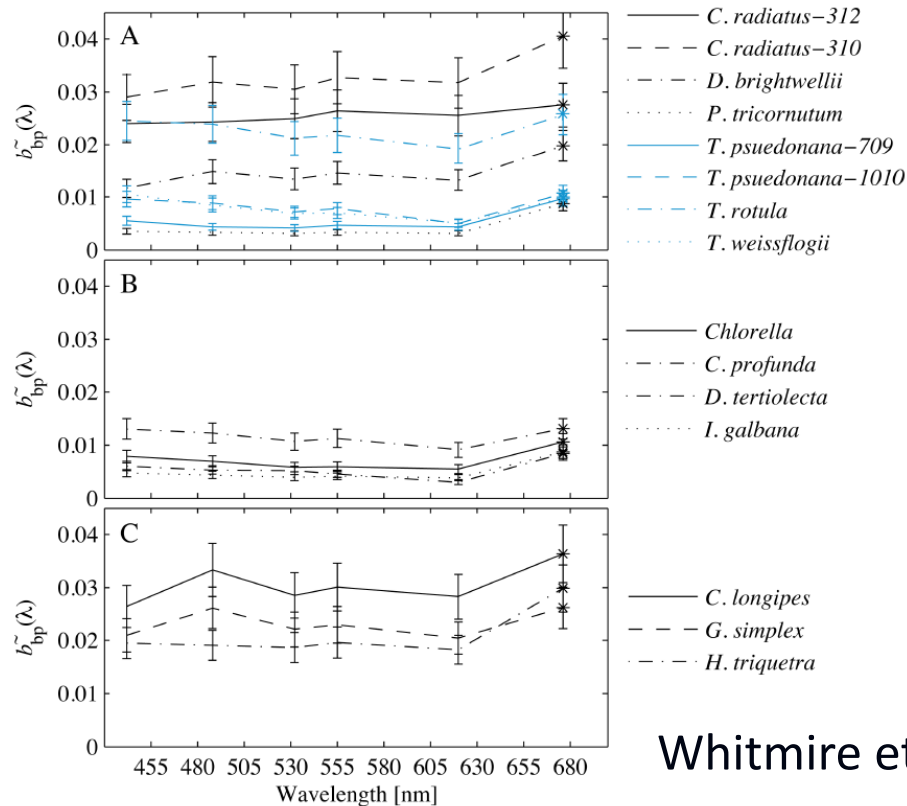 A
0.04
0.03
0.02
0.01
0
b̃bp(λ)
C. radiatus−312
C. radiatus−310
D. brightwellii
P. tricornutum
T. psuedonana−709
T. psuedonana−1010
T. rotula
T. weissflogii
B
0.04
0.03
0.02
0.01
0
b̃bp(λ)
Chlorella
C. profunda
D. tertiolecta
I. galbana
C
0.04
0.03
0.02
0.01
0
b̃bp(λ)
C. longipes
G. simplex
H. triquetra
455 480 505 530 555 580 605 630 655 680
Wavelength [nm]
Whitmire et